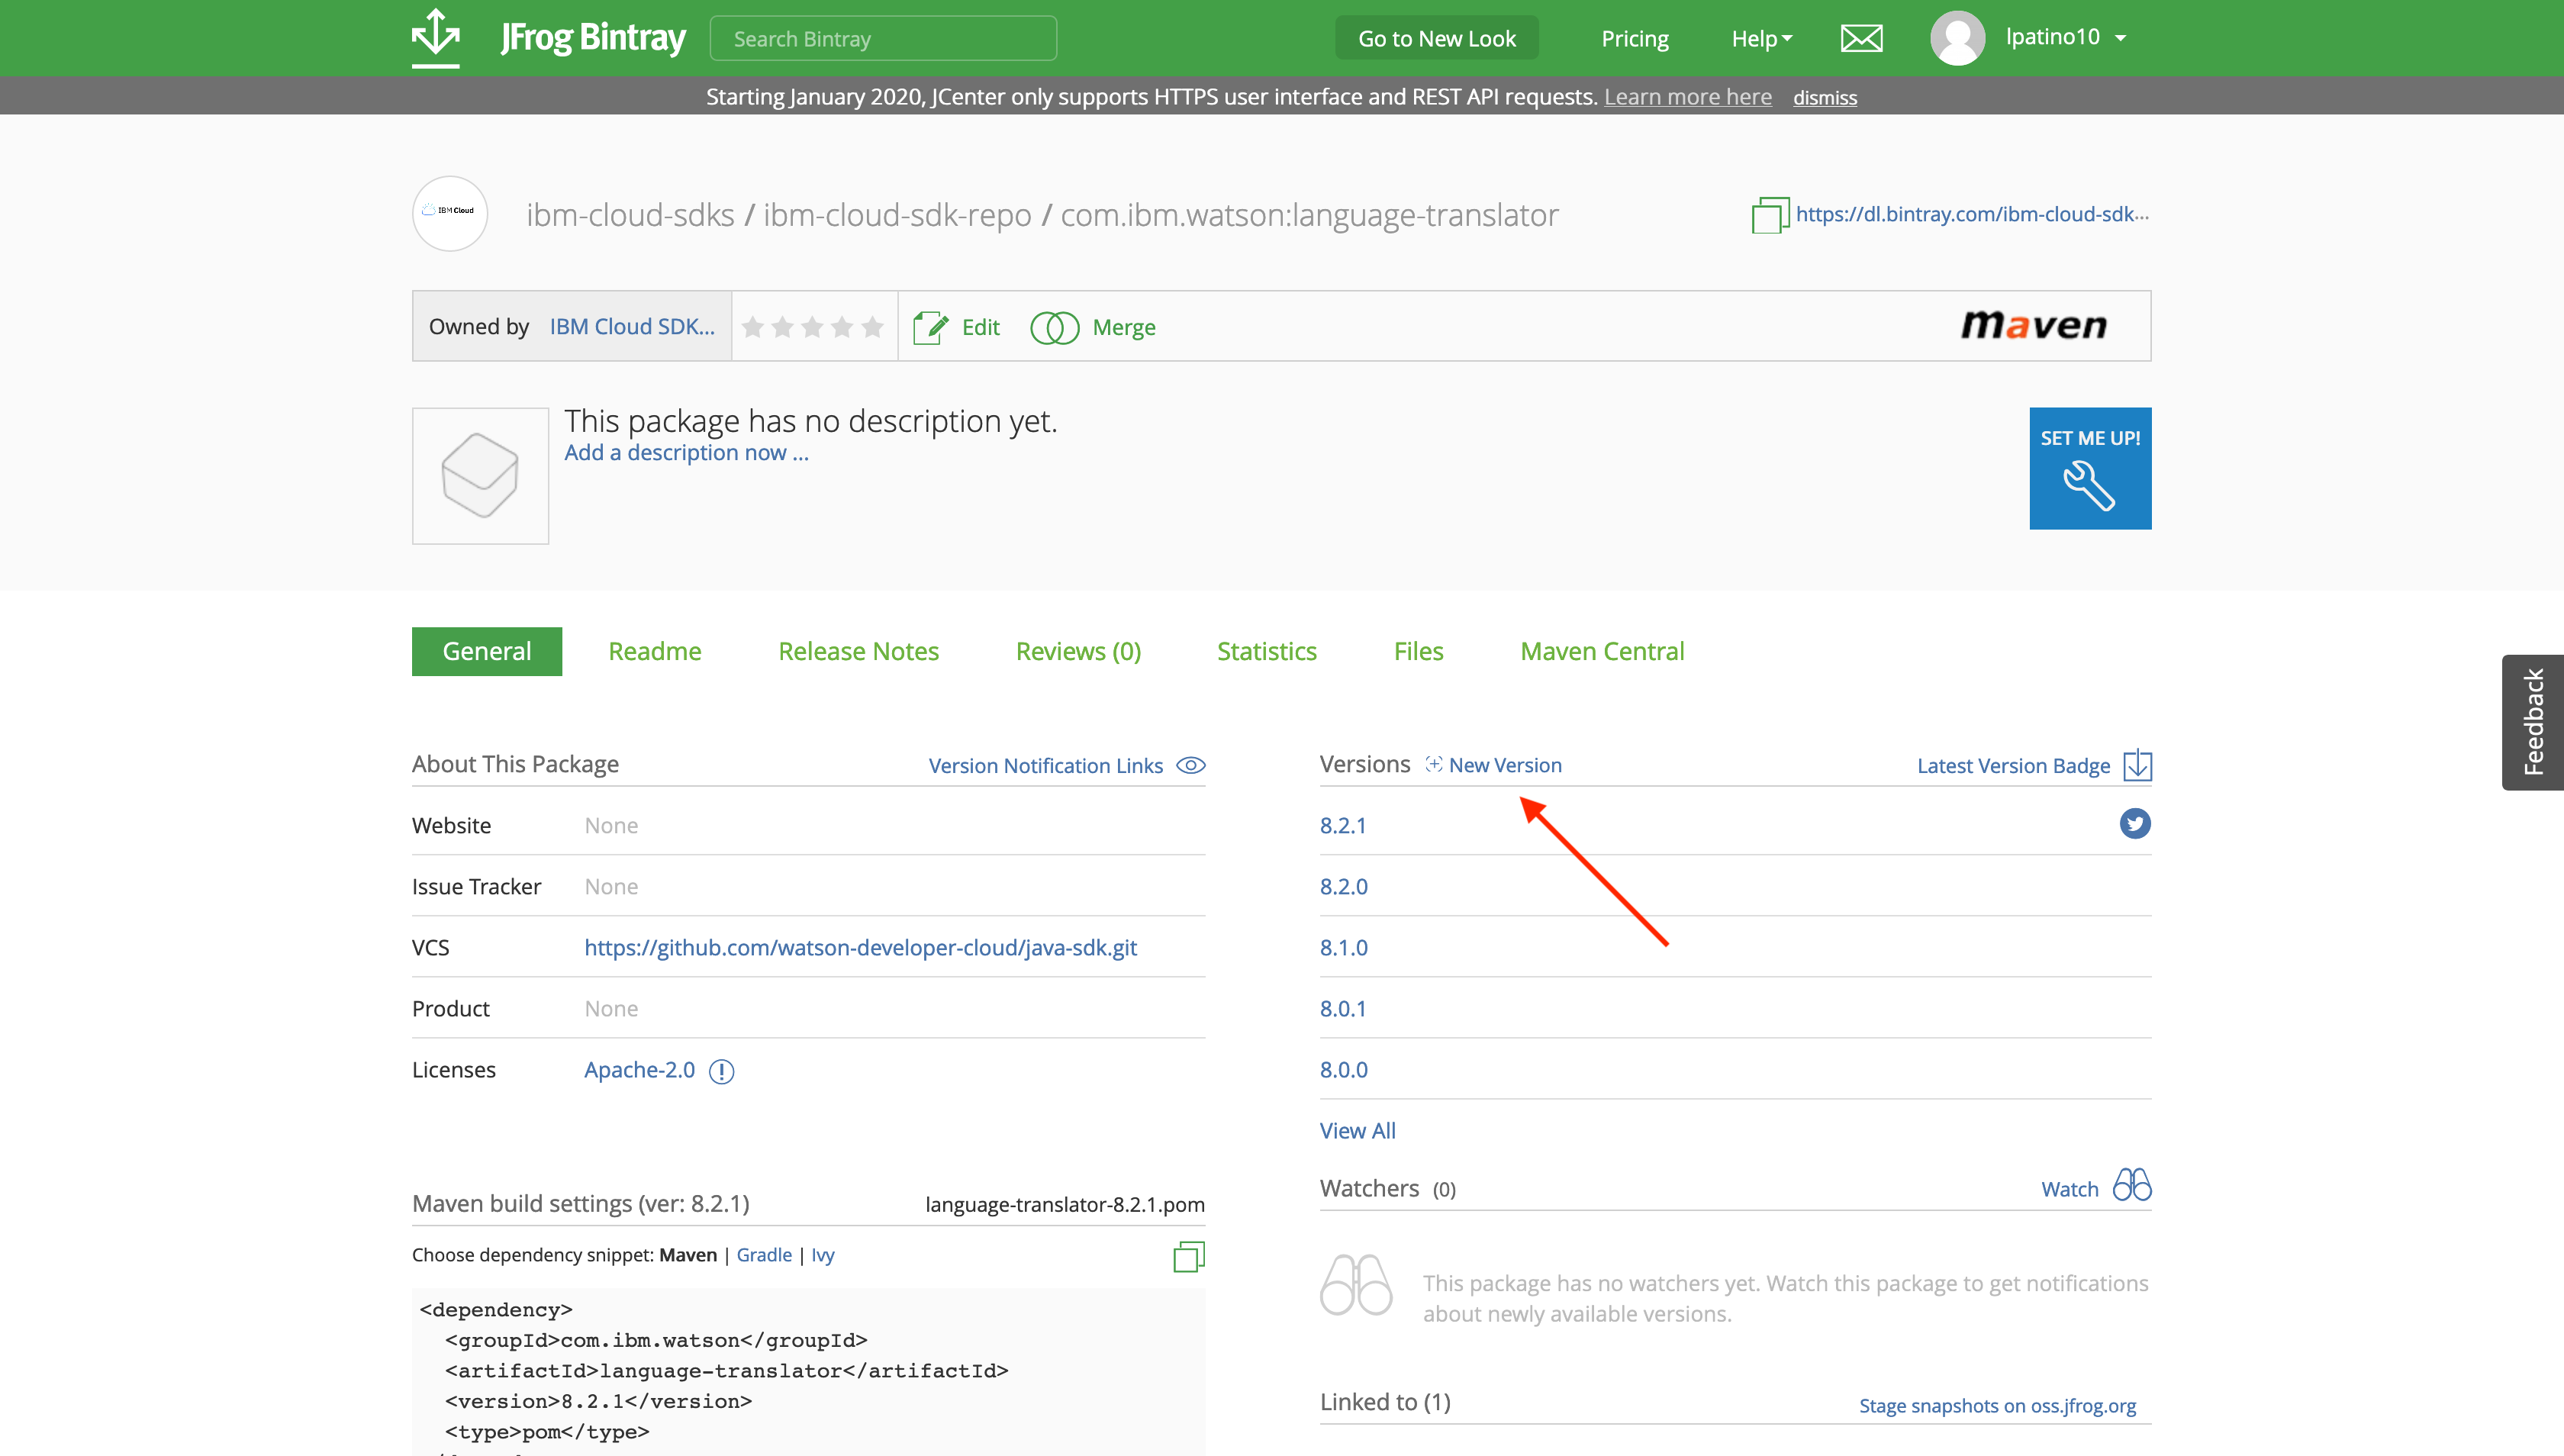 JFrog Bintray Search Bintray Go to New Look Pricing Help lpatino10
Starting January 2020, JCenter only supports HTTPS user interface and REST API requests. Learn more here dismiss
IBM Cloud ibm-cloud-sdks / ibm-cloud-sdk-repo / com.ibm.watson:language-translator https://dl.bintray.com/ibm-cloud-sdk...
Owned by IBM Cloud SDK... Edit Merge maven
This package has no description yet.
Add a description now ...
SET ME UP!
General Readme Release Notes Reviews (0) Statistics Files Maven Central
Feedback
About This Package Version Notification Links
Website None
Issue Tracker None
VCS https://github.com/watson-developer-cloud/java-sdk.git
Product None
Licenses Apache-2.0
Maven build settings (ver: 8.2.1) language-translator-8.2.1.pom
Choose dependency snippet: Maven | Gradle | Ivy
<dependency>
<groupId>com.ibm.watson</groupId>
<artifactId>language-translator</artifactId>
<version>8.2.1</version>
<type>pom</type>
Versions New Version Latest Version Badge
8.2.1
8.2.0
8.1.0
8.0.1
8.0.0
View All
Watchers (0) Watch
This package has no watchers yet. Watch this package to get notifications
about newly available versions.
Linked to (1) Stage snapshots on oss.jfrog.org